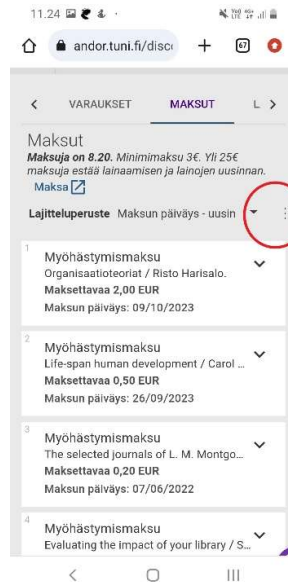 11.24
andor.tuni.fi/disc
67
VARAUKSET
MAKSUT
L
Maksut
Maksuja on 8.20. Minimimaksu 3€. Yli 25€
maksuja estää lainaamisen ja lainojen uusinnan.
Maksa
Lajitteluperuste Maksun päiväys - uusin
1
Myöhästymismaksu
Organisaatioteoriat / Risto Harisalo.
Maksettavaa 2,00 EUR
Maksun päiväys: 09/10/2023
2
Myöhästymismaksu
Life-span human development / Carol ...
Maksettavaa 0,50 EUR
Maksun päiväys: 26/09/2023
3
Myöhästymismaksu
The selected journals of L. M. Montgo...
Maksettavaa 0,20 EUR
Maksun päiväys: 07/06/2022
4
Myöhästymismaksu
Evaluating the impact of your library / S...